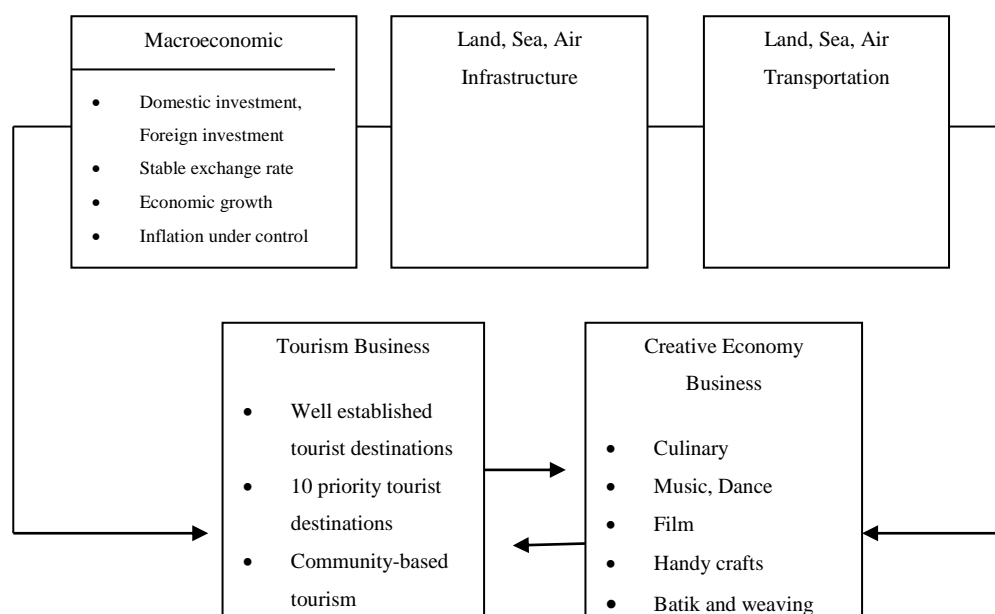 Macroeconomic
• Domestic investment,
Foreign investment
• Stable exchange rate
• Economic growth
• Inflation under control
Land, Sea, Air
Infrastructure
Land, Sea, Air
Transportation
Tourism Business
• Well established
tourist destinations
• 10 priority tourist
destinations
• Community-based
tourism
Creative Economy
Business
• Culinary
• Music, Dance
• Film
• Handy crafts
• Batik and weaving